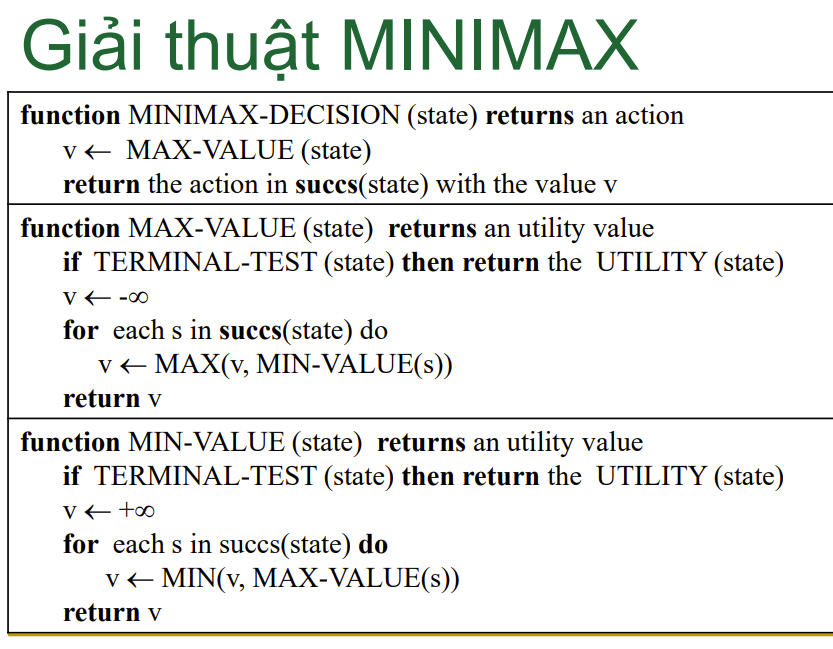 Giải thuật MINIMAX
function MINIMAX-DECISION (state) returns an action
v ← MAX-VALUE (state)
return the action in succs(state) with the value v
function MAX-VALUE (state) returns an utility value
if TERMINAL-TEST (state) then return the UTILITY (state)
v ← -∞
for each s in succs(state) do
v ← MAX(v, MIN-VALUE(s))
return v
function MIN-VALUE (state) returns an utility value
if TERMINAL-TEST (state) then return the UTILITY (state)
v ← +∞
for each s in succs(state) do
v ← MIN(v, MAX-VALUE(s))
return v